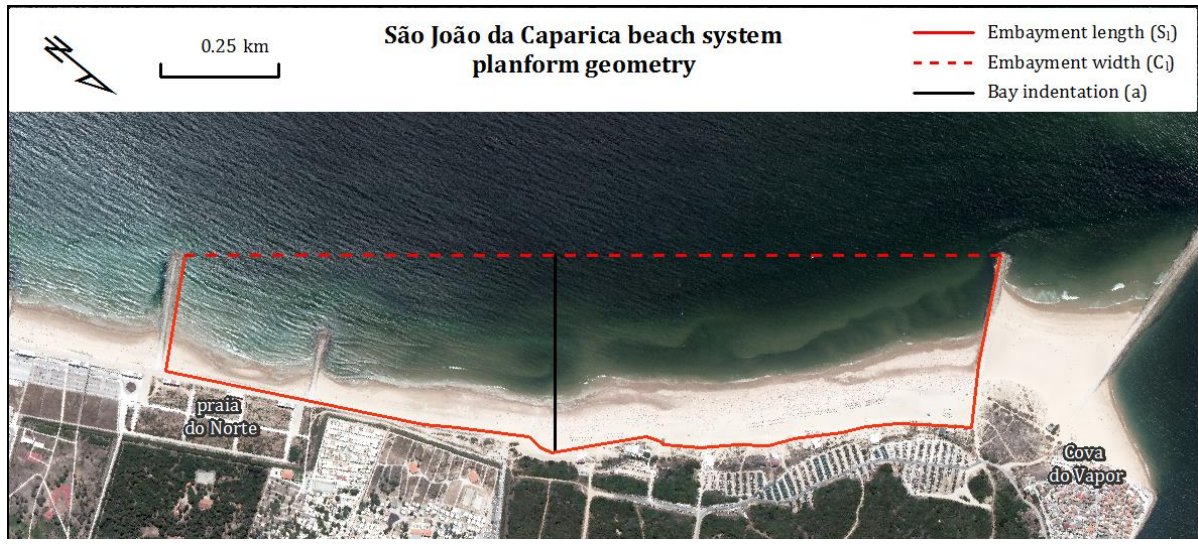 N
0.25 km
São João da Caparica beach system
planform geometry
Embayment length (Sₗ)
Embayment width (Cₗ)
Bay indentation (a)
praia
do Norte
Cova
do Vapor